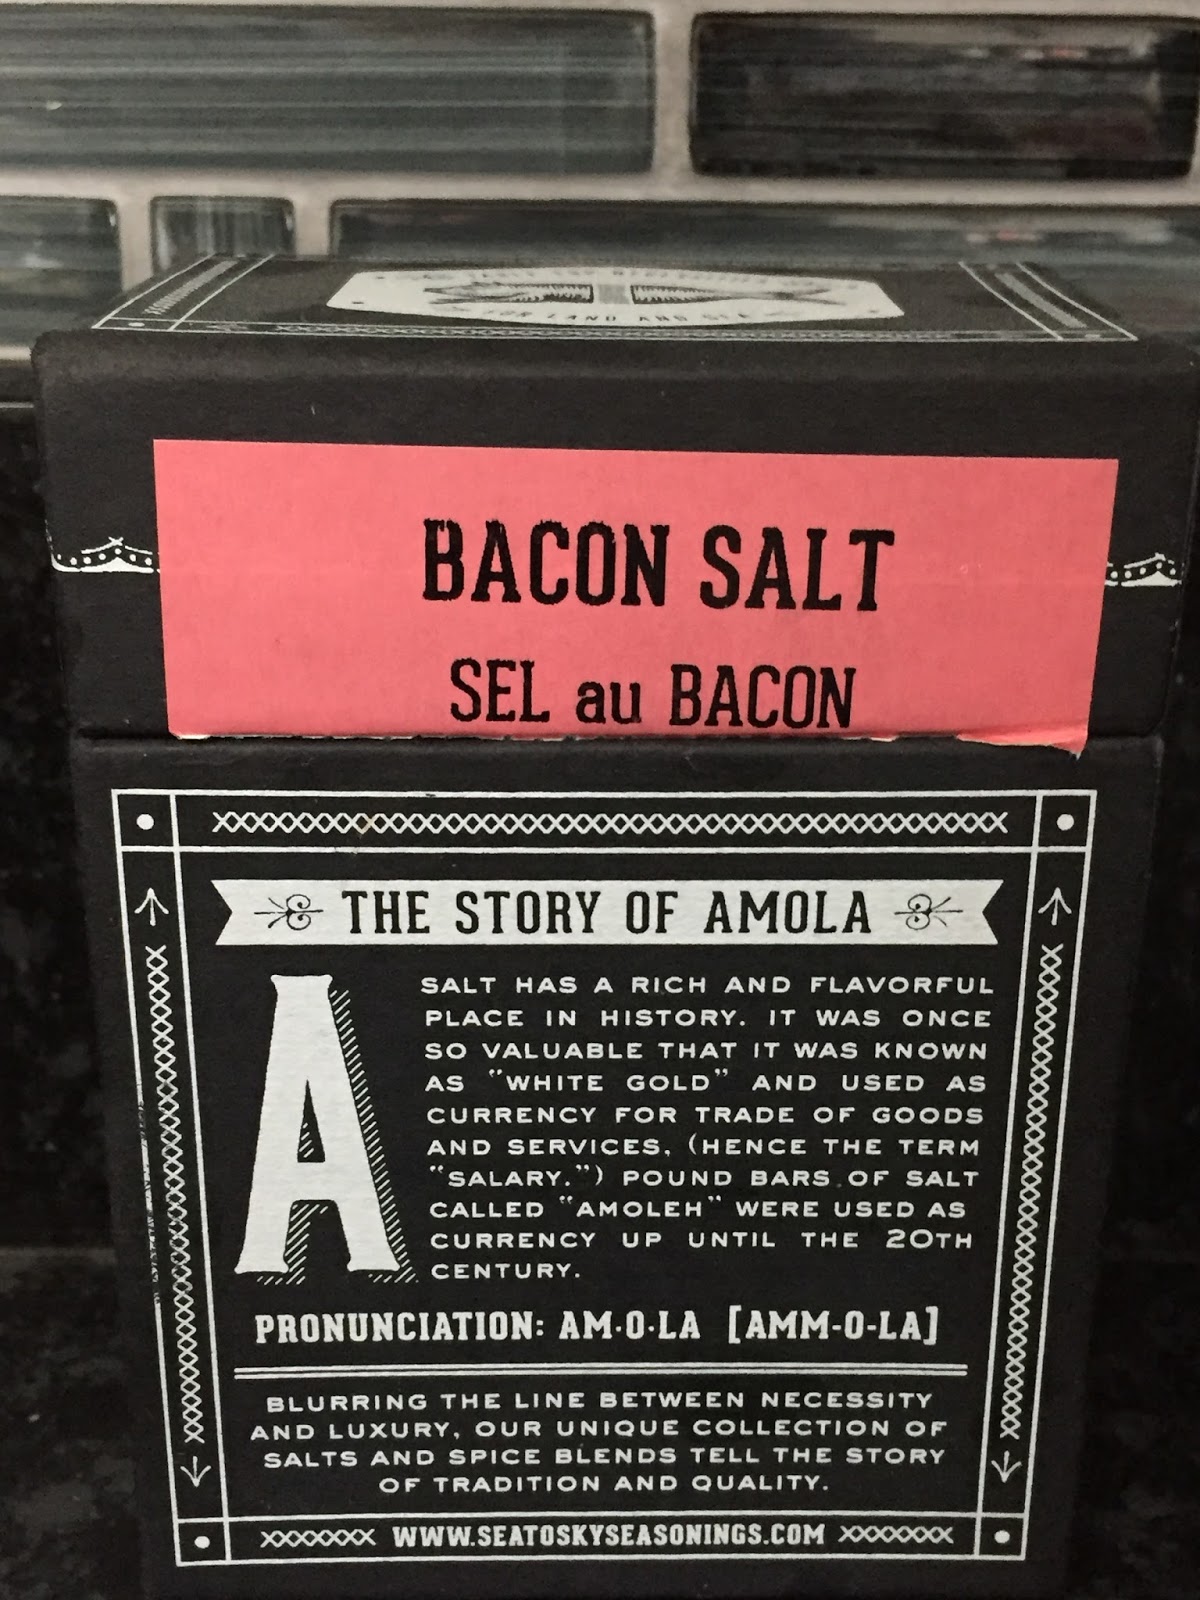 FOR LAND AND SEA
BACON SALT
SEL au BACON
THE STORY OF AMOLA
A
SALT HAS A RICH AND FLAVORFUL
PLACE IN HISTORY. IT WAS ONCE
SO VALUABLE THAT IT WAS KNOWN
AS "WHITE GOLD" AND USED AS
CURRENCY FOR TRADE OF GOODS
AND SERVICES, (HENCE THE TERM
"SALARY.") POUND BARS OF SALT
CALLED "AMOLEH" WERE USED AS
CURRENCY UP UNTIL THE 20TH
CENTURY.
PRONUNCIATION: AM·O·LA [AMM-O-LA]
BLURRING THE LINE BETWEEN NECESSITY
AND LUXURY, OUR UNIQUE COLLECTION OF
SALTS AND SPICE BLENDS TELL THE STORY
OF TRADITION AND QUALITY.
WWW.SEATOSKYSEASONINGS.COM